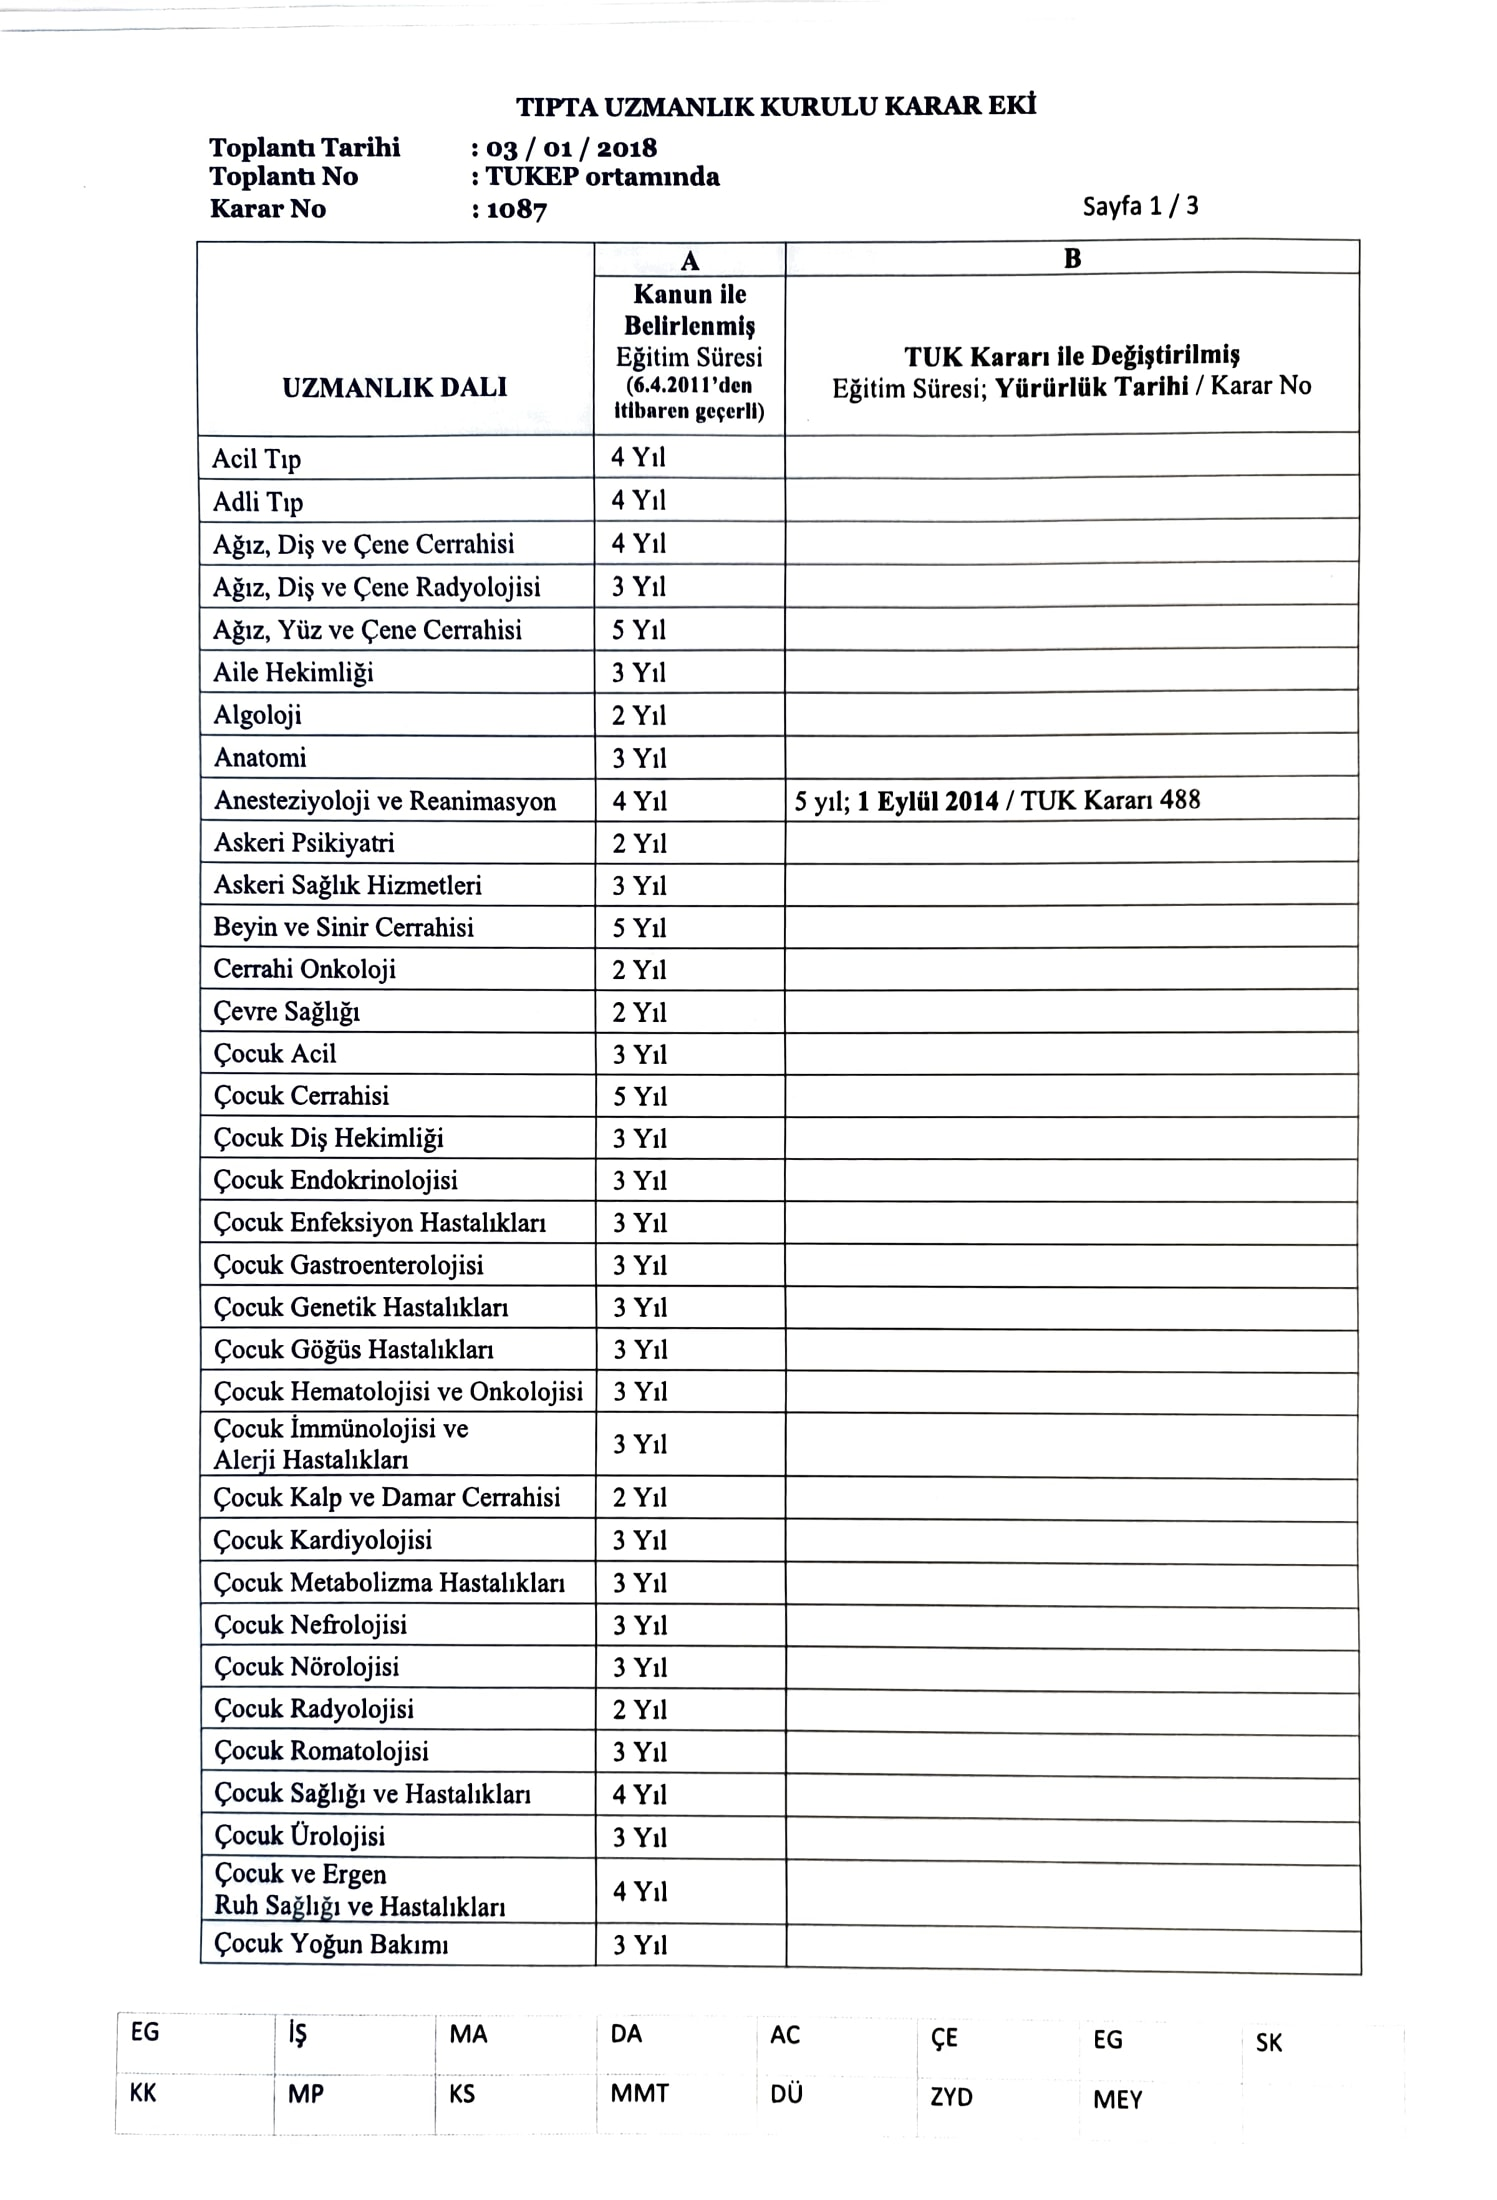 TIPTA UZMANLIK KURULU KARAR EKİ
Toplantı Tarihi : 03 / 01 / 2018
Toplantı No : TUKEP ortamında
Karar No : 1087
Sayfa 1 / 3
A B
Kanun ile
Belirlenmiş
Eğitim Süresi
(6.4.2011'den
itibaren geçerli)
UZMANLIK DALI
TUK Kararı ile Değiştirilmiş
Eğitim Süresi; Yürürlük Tarihi / Karar No
Acil Tıp 4 Yıl
Adli Tıp 4 Yıl
Ağız, Diş ve Çene Cerrahisi 4 Yıl
Ağız, Diş ve Çene Radyolojisi 3 Yıl
Ağız, Yüz ve Çene Cerrahisi 5 Yıl
Aile Hekimliği 3 Yıl
Algoloji 2 Yıl
Anatomi 3 Yıl
Anesteziyoloji ve Reanimasyon 4 Yıl 5 yıl; 1 Eylül 2014 / TUK Kararı 488
Askeri Psikiyatri 2 Yıl
Askeri Sağlık Hizmetleri 3 Yıl
Beyin ve Sinir Cerrahisi 5 Yıl
Cerrahi Onkoloji 2 Yıl
Çevre Sağlığı 2 Yıl
Çocuk Acil 3 Yıl
Çocuk Cerrahisi 5 Yıl
Çocuk Diş Hekimliği 3 Yıl
Çocuk Endokrinolojisi 3 Yıl
Çocuk Enfeksiyon Hastalıkları 3 Yıl
Çocuk Gastroenterolojisi 3 Yıl
Çocuk Genetik Hastalıkları 3 Yıl
Çocuk Göğüs Hastalıkları 3 Yıl
Çocuk Hematolojisi ve Onkolojisi 3 Yıl
Çocuk İmmünolojisi ve
Alerji Hastalıkları 3 Yıl
Çocuk Kalp ve Damar Cerrahisi 2 Yıl
Çocuk Kardiyolojisi 3 Yıl
Çocuk Metabolizma Hastalıkları 3 Yıl
Çocuk Nefrolojisi 3 Yıl
Çocuk Nörolojisi 3 Yıl
Çocuk Radyolojisi 2 Yıl
Çocuk Romatolojisi 3 Yıl
Çocuk Sağlığı ve Hastalıkları 4 Yıl
Çocuk Ürolojisi 3 Yıl
Çocuk ve Ergen
Ruh Sağlığı ve Hastalıkları 4 Yıl
Çocuk Yoğun Bakımı 3 Yıl
EG İŞ MA DA AC ÇE EG SK
KK MP KS MMT DÜ ZYD MEY